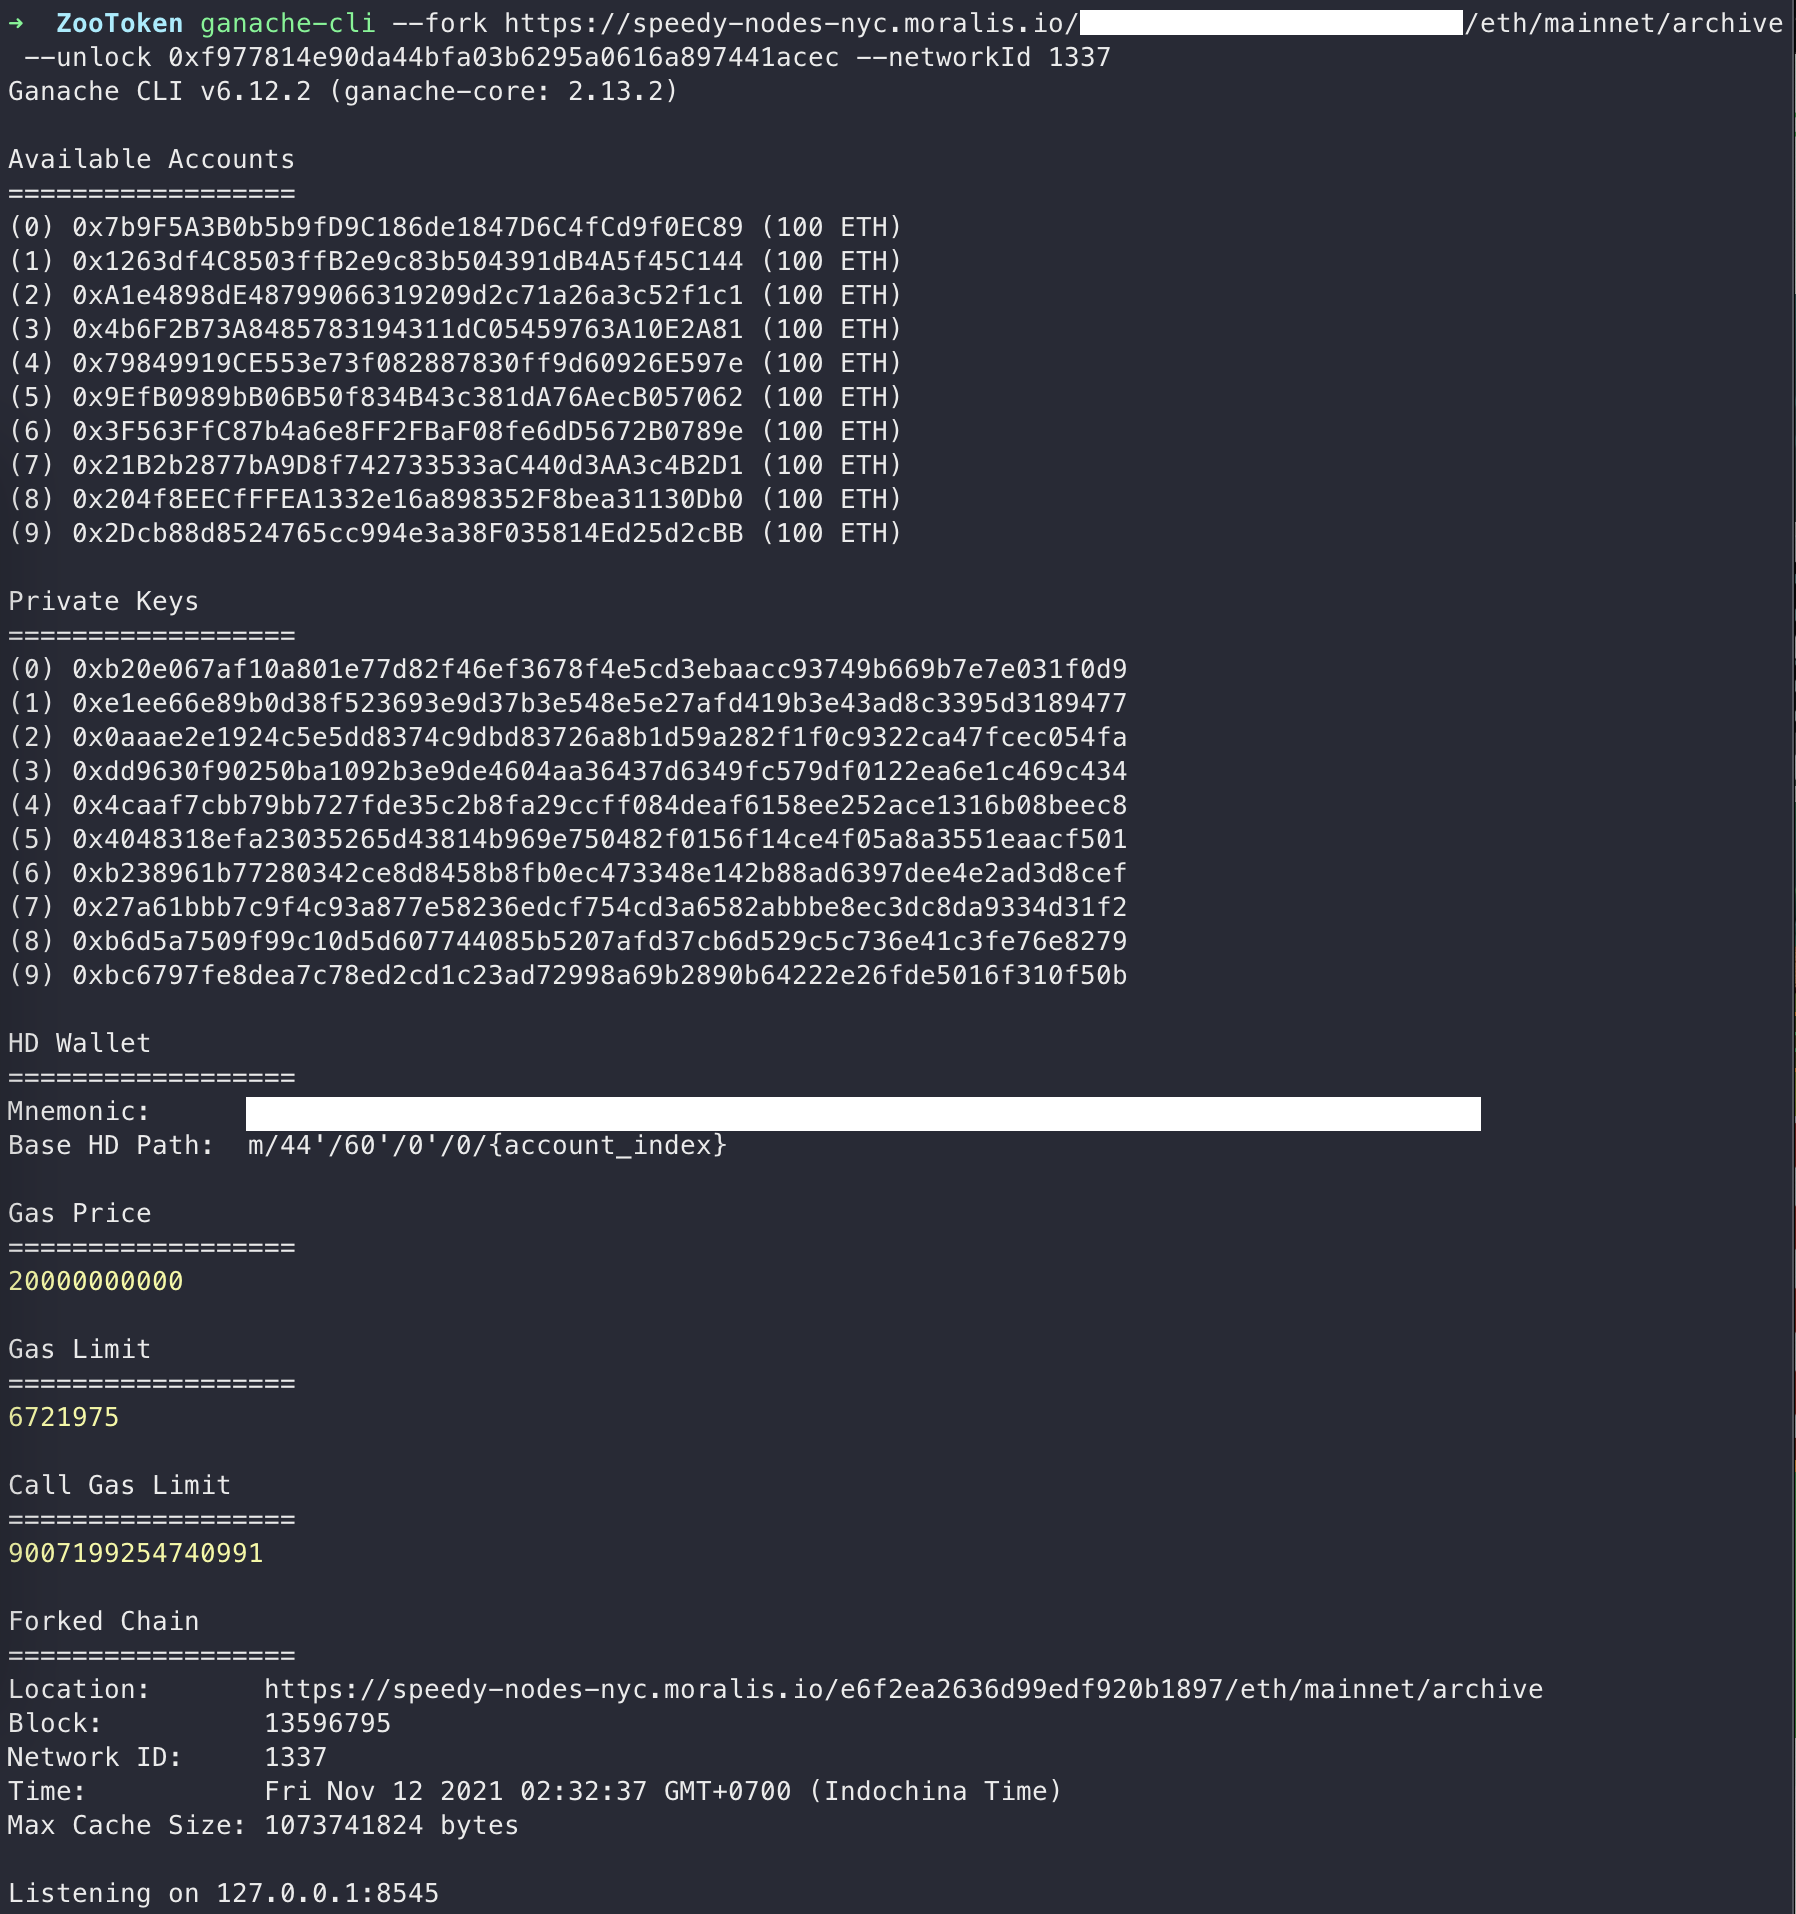 ➜  ZooToken ganache-cli --fork https://speedy-nodes-nyc.moralis.io/ /eth/mainnet/archive
--unlock 0xf977814e90da44bfa03b6295a0616a897441acec --networkId 1337
Ganache CLI v6.12.2 (ganache-core: 2.13.2)

Available Accounts
==================
(0) 0x7b9F5A3B0b5b9fD9C186de1847D6C4fCd9f0EC89 (100 ETH)
(1) 0x1263df4C8503ffB2e9c83b504391dB4A5f45C144 (100 ETH)
(2) 0xA1e4898dE48799066319209d2c71a26a3c52f1c1 (100 ETH)
(3) 0x4b6F2B73A8485783194311dC05459763A10E2A81 (100 ETH)
(4) 0x79849919CE553e73f082887830ff9d60926E597e (100 ETH)
(5) 0x9EfB0989bB06B50f834B43c381dA76AecB057062 (100 ETH)
(6) 0x3F563FfC87b4a6e8FF2FBaF08fe6dD5672B0789e (100 ETH)
(7) 0x21B2b2877bA9D8f742733533aC440d3AA3c4B2D1 (100 ETH)
(8) 0x204f8EECfFFEA1332e16a898352F8bea31130Db0 (100 ETH)
(9) 0x2Dcb88d8524765cc994e3a38F035814Ed25d2cBB (100 ETH)

Private Keys
==================
(0) 0xb20e067af10a801e77d82f46ef3678f4e5cd3ebaacc93749b669b7e7e031f0d9
(1) 0xe1ee66e89b0d38f523693e9d37b3e548e5e27afd419b3e43ad8c3395d3189477
(2) 0x0aaae2e1924c5e5dd8374c9dbd83726a8b1d59a282f1f0c9322ca47fcec054fa
(3) 0xdd9630f90250ba1092b3e9de4604aa36437d6349fc579df0122ea6e1c469c434
(4) 0x4caaf7cbb79bb727fde35c2b8fa29ccff084deaf6158ee252ace1316b08beec8
(5) 0x4048318efa23035265d43814b969e750482f0156f14ce4f05a8a3551eaacf501
(6) 0xb238961b77280342ce8d8458b8fb0ec473348e142b88ad6397dee4e2ad3d8cef
(7) 0x27a61bbb7c9f4c93a877e58236edcf754cd3a6582abbbe8ec3dc8da9334d31f2
(8) 0xb6d5a7509f99c10d5d607744085b5207afd37cb6d529c5c736e41c3fe76e8279
(9) 0xbc6797fe8dea7c78ed2cd1c23ad72998a69b2890b64222e26fde5016f310f50b

HD Wallet
==================
Mnemonic:
Base HD Path:  m/44'/60'/0'/0/{account_index}

Gas Price
==================
20000000000

Gas Limit
==================
6721975

Call Gas Limit
==================
9007199254740991

Forked Chain
==================
Location:       https://speedy-nodes-nyc.moralis.io/e6f2ea2636d99edf920b1897/eth/mainnet/archive
Block:          13596795
Network ID:     1337
Time:           Fri Nov 12 2021 02:32:37 GMT+0700 (Indochina Time)
Max Cache Size: 1073741824 bytes

Listening on 127.0.0.1:8545